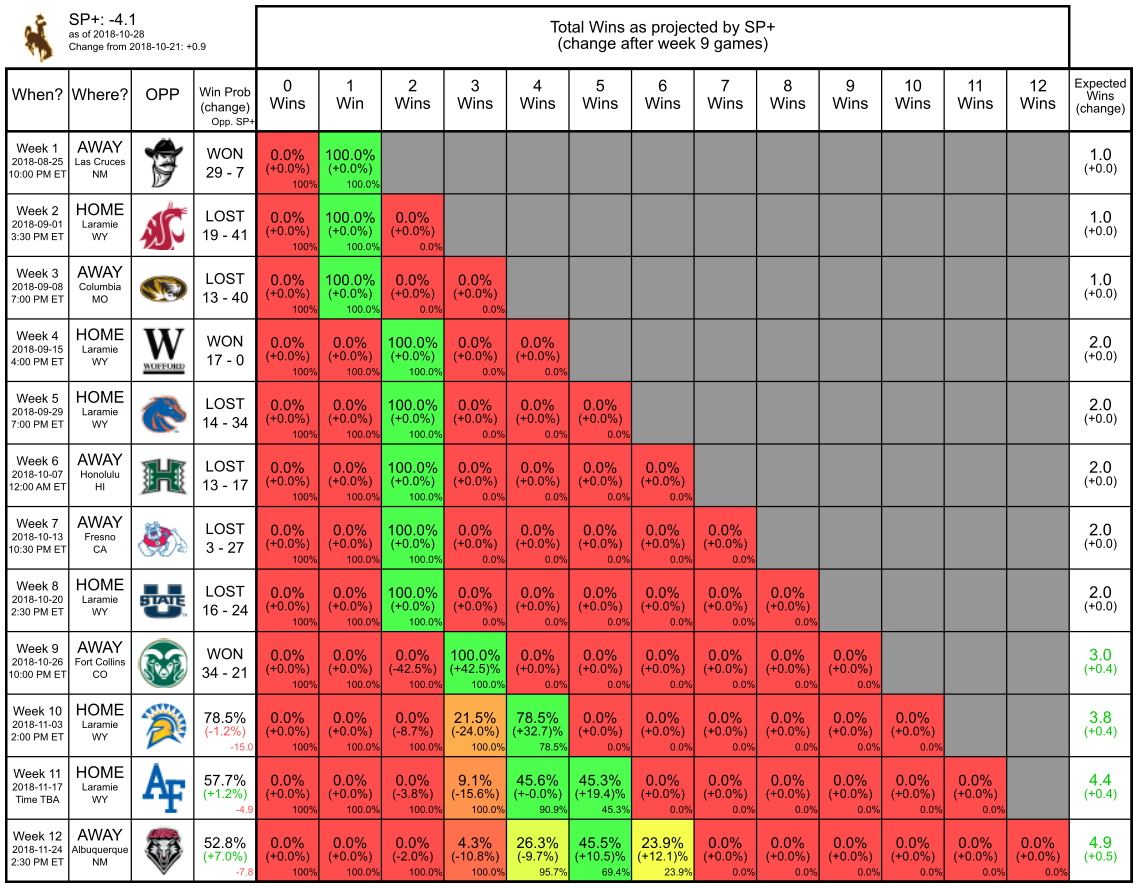 SP+: -4.1
as of 2018-10-28
Change from 2018-10-21: +0.9
Total Wins as projected by SP+
(change after week 9 games)
When? Where? OPP Win Prob (change) Opp. SP+ 0 Wins 1 Win 2 Wins 3 Wins 4 Wins 5 Wins 6 Wins 7 Wins 8 Wins 9 Wins 10 Wins 11 Wins 12 Wins Expected Wins (change)
Week 1 AWAY WON 0.0% 100.0% 1.0
2018-08-25 Las Cruces (+0.0%) (+0.0%) (+0.0)
10:00 PM ET NM 29 - 7 100% 100.0%
Week 2 HOME LOST 0.0% 100.0% 0.0% 1.0
2018-09-01 Laramie (+0.0%) (+0.0%) (+0.0%) (+0.0)
3:30 PM ET WY 19 - 41 100% 100.0% 0.0%
Week 3 AWAY LOST 0.0% 100.0% 0.0% 0.0% 1.0
2018-09-08 Columbia (+0.0%) (+0.0%) (+0.0%) (+0.0%) (+0.0)
7:00 PM ET MO 13 - 40 100% 100.0% 0.0% 0.0%
Week 4 HOME W WON 0.0% 0.0% 100.0% 0.0% 0.0% 2.0
2018-09-15 Laramie (+0.0%) (+0.0%) (+0.0%) (+0.0%) (+0.0%) (+0.0)
4:00 PM ET WY WOFFORD 17 - 0 100% 100.0% 100.0% 0.0% 0.0%
Week 5 HOME LOST 0.0% 0.0% 100.0% 0.0% 0.0% 0.0% 2.0
2018-09-29 Laramie (+0.0%) (+0.0%) (+0.0%) (+0.0%) (+0.0%) (+0.0%) (+0.0)
7:00 PM ET WY 14 - 34 100% 100.0% 100.0% 0.0% 0.0% 0.0%
Week 6 AWAY H LOST 0.0% 0.0% 100.0% 0.0% 0.0% 0.0% 0.0% 2.0
2018-10-07 Honolulu (+0.0%) (+0.0%) (+0.0%) (+0.0%) (+0.0%) (+0.0%) (+0.0%) (+0.0)
12:00 AM ET HI 13 - 17 100% 100.0% 100.0% 0.0% 0.0% 0.0% 0.0%
Week 7 AWAY LOST 0.0% 0.0% 100.0% 0.0% 0.0% 0.0% 0.0% 0.0% 2.0
2018-10-13 Fresno (+0.0%) (+0.0%) (+0.0%) (+0.0%) (+0.0%) (+0.0%) (+0.0%) (+0.0%) (+0.0)
10:30 PM ET CA 3 - 27 100% 100.0% 100.0% 0.0% 0.0% 0.0% 0.0% 0.0%
Week 8 HOME U LOST 0.0% 0.0% 100.0% 0.0% 0.0% 0.0% 0.0% 0.0% 0.0% 2.0
2018-10-20 Laramie STATE (+0.0%) (+0.0%) (+0.0%) (+0.0%) (+0.0%) (+0.0%) (+0.0%) (+0.0%) (+0.0%) (+0.0)
2:30 PM ET WY 16 - 24 100% 100.0% 100.0% 0.0% 0.0% 0.0% 0.0% 0.0% 0.0%
Week 9 AWAY WON 0.0% 0.0% 0.0% 100.0% 0.0% 0.0% 0.0% 0.0% 0.0% 0.0% 3.0
2018-10-26 Fort Collins (+0.0%) (+0.0%) (-42.5%) (+42.5)% (+0.0%) (+0.0%) (+0.0%) (+0.0%) (+0.0%) (+0.0%) (+0.4)
10:00 PM ET CO 34 - 21 100% 100.0% 100.0% 100.0% 0.0% 0.0% 0.0% 0.0% 0.0% 0.0%
Week 10 HOME 78.5% 0.0% 0.0% 0.0% 21.5% 78.5% 0.0% 0.0% 0.0% 0.0% 0.0% 0.0% 3.8
2018-11-03 Laramie (-1.2%) (+0.0%) (+0.0%) (-8.7%) (-24.0%) (+32.7)% (+0.0%) (+0.0%) (+0.0%) (+0.0%) (+0.0%) (+0.0%) (+0.4)
2:00 PM ET WY -15.0 100% 100.0% 100.0% 100.0% 78.5% 0.0% 0.0% 0.0% 0.0% 0.0% 0.0%
Week 11 HOME AF 57.7% 0.0% 0.0% 0.0% 9.1% 45.6% 45.3% 0.0% 0.0% 0.0% 0.0% 0.0% 0.0% 4.4
2018-11-17 Laramie (+1.2%) (+0.0%) (+0.0%) (-3.8%) (-15.6%) (+-0.0%) (+19.4)% (+0.0%) (+0.0%) (+0.0%) (+0.0%) (+0.0%) (+0.0%) (+0.4)
Time TBA WY -4.9 100% 100.0% 100.0% 100.0% 90.9% 45.3% 0.0% 0.0% 0.0% 0.0% 0.0% 0.0%
Week 12 AWAY 52.8% 0.0% 0.0% 0.0% 4.3% 26.3% 45.5% 23.9% 0.0% 0.0% 0.0% 0.0% 0.0% 0.0% 4.9
2018-11-24 Albuquerque (+7.0%) (+0.0%) (+0.0%) (-2.0%) (-10.8%) (-9.7%) (+10.5)% (+12.1)% (+0.0%) (+0.0%) (+0.0%) (+0.0%) (+0.0%) (+0.0%) (+0.5)
2:30 PM ET NM -7.8 100% 100.0% 100.0% 100.0% 95.7% 69.4% 23.9% 0.0% 0.0% 0.0% 0.0% 0.0% 0.0%